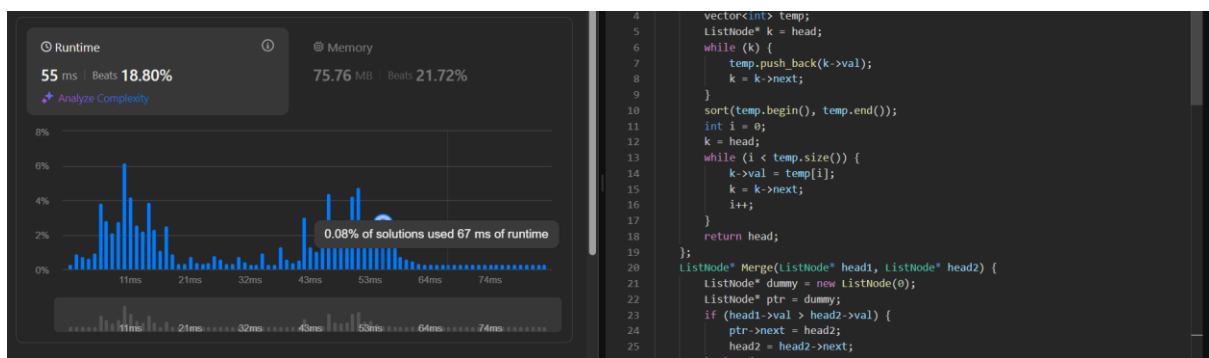 Runtime
Memory
55 ms | Beats 18.80%
75.76 MB | Beats 21.72%
Analyze Complexity
8%
6%
4%
2%
0%
0.08% of solutions used 67 ms of runtime
11ms 21ms 32ms 43ms 53ms 64ms 74ms
11ms 21ms 32ms 43ms 53ms 64ms 74ms
4 vector<int> temp;
5 ListNode* k = head;
6 while (k) {
7 temp.push_back(k->val);
8 k = k->next;
9 }
10 sort(temp.begin(), temp.end());
11 int i = 0;
12 k = head;
13 while (i < temp.size()) {
14 k->val = temp[i];
15 k = k->next;
16 i++;
17 }
18 return head;
19 };
20 ListNode* Merge(ListNode* head1, ListNode* head2) {
21 ListNode* dummy = new ListNode(0);
22 ListNode* ptr = dummy;
23 if (head1->val > head2->val) {
24 ptr->next = head2;
25 head2 = head2->next;